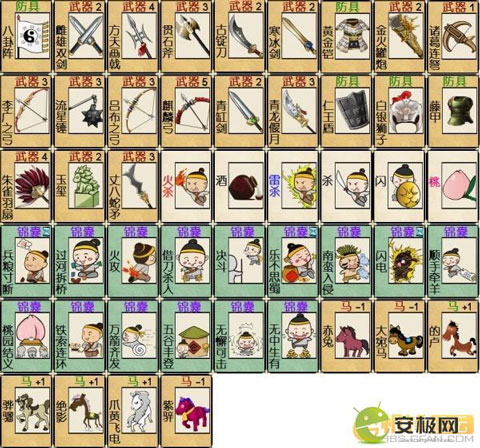 防具 武器 2 武器 3 武器 3 武器 2 武器 2 防具 武器 2 武器 1
八卦阵 雌雄双剑 方天画戟 贯石斧 古锭刀 寒冰剑 黄金铠 诸葛连弩
武器 5 武器 3 武器 5 武器 2 武器 3 防具 防具 防具
李广之弓 流星锤 吕布之弓 麒麟弓 青缸剑 青龙偃月 仁王盾 白银狮子 藤甲
武器 4 武器 武器 3
朱雀羽扇 玉玺 丈八蛇矛 火杀 酒 雷杀 杀 闪 桃
锦囊 锦囊 锦囊 锦囊 锦囊 锦囊 锦囊 锦囊 锦囊
兵粮寸断 过河拆桥 火攻 借刀杀人 决斗 乐不思蜀 南蛮入侵 闪电 顺手牵羊
锦囊 锦囊 锦囊 锦囊 锦囊 锦囊 马 -1 马 -1 马 +1
桃园结义 铁索连环 万箭齐发 五谷丰登 无懈可击 无中生有 赤兔 大宛马 的卢
马 +1 马 +1 马 +1 马 -1
骅骝 绝影 爪黄飞电 紫骍
安极网